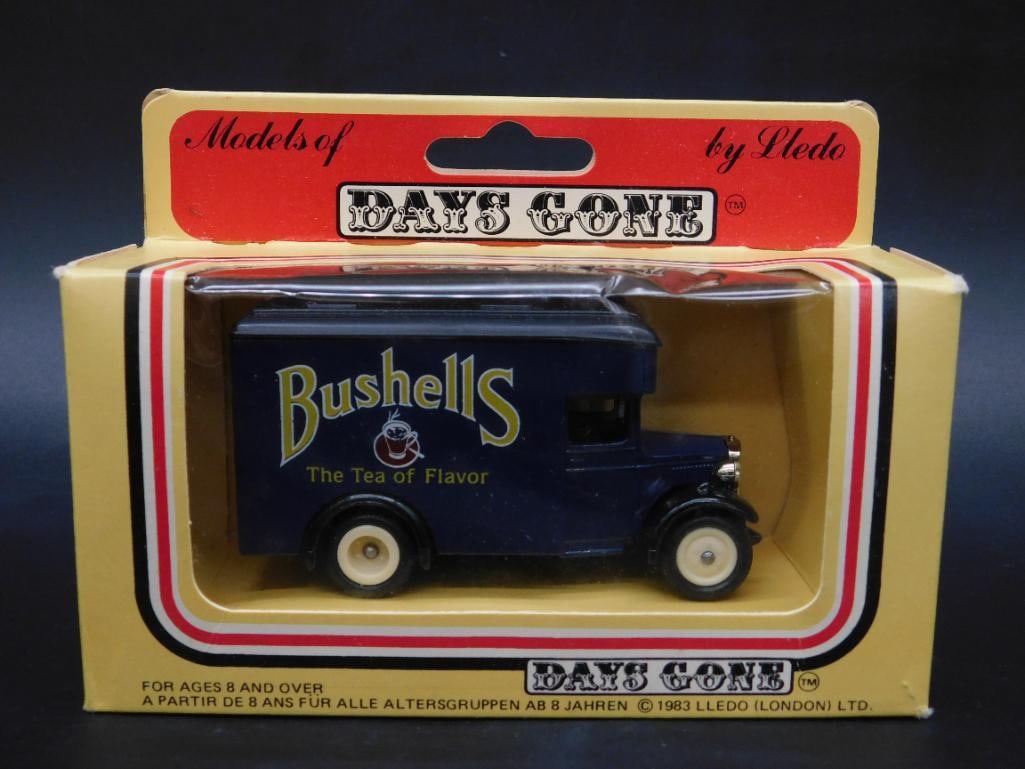 Models of by Lledo
DAYS GONE TM
Bushells
The Tea of Flavor
DAYS GONE TM
FOR AGES 8 AND OVER
A PARTIR DE 8 ANS FÜR ALLE ALTERSGRUPPEN AB 8 JAHREN © 1983 LLEDO (LONDON) LTD.